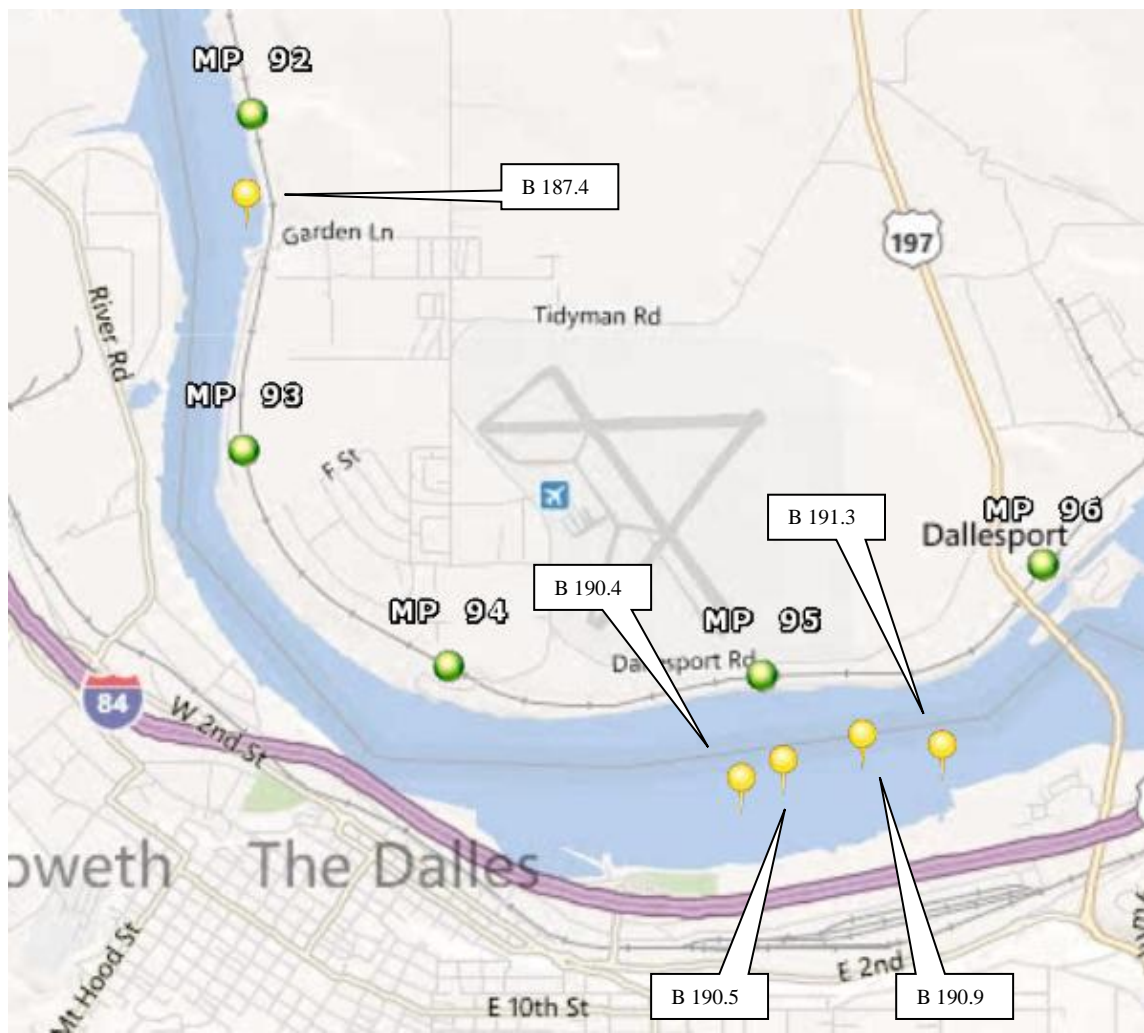 MP 92
B 187.4
Garden Ln
197
River Rd
Tidyman Rd
MP 93
F St
B 191.3
MP 96
Dallesport
B 190.4
MP 94
MP 95
Dallesport Rd
84
W 2nd St
oweth
The Dalles
E 2nd
B 190.5
B 190.9
Mt Hood St
E 10th St